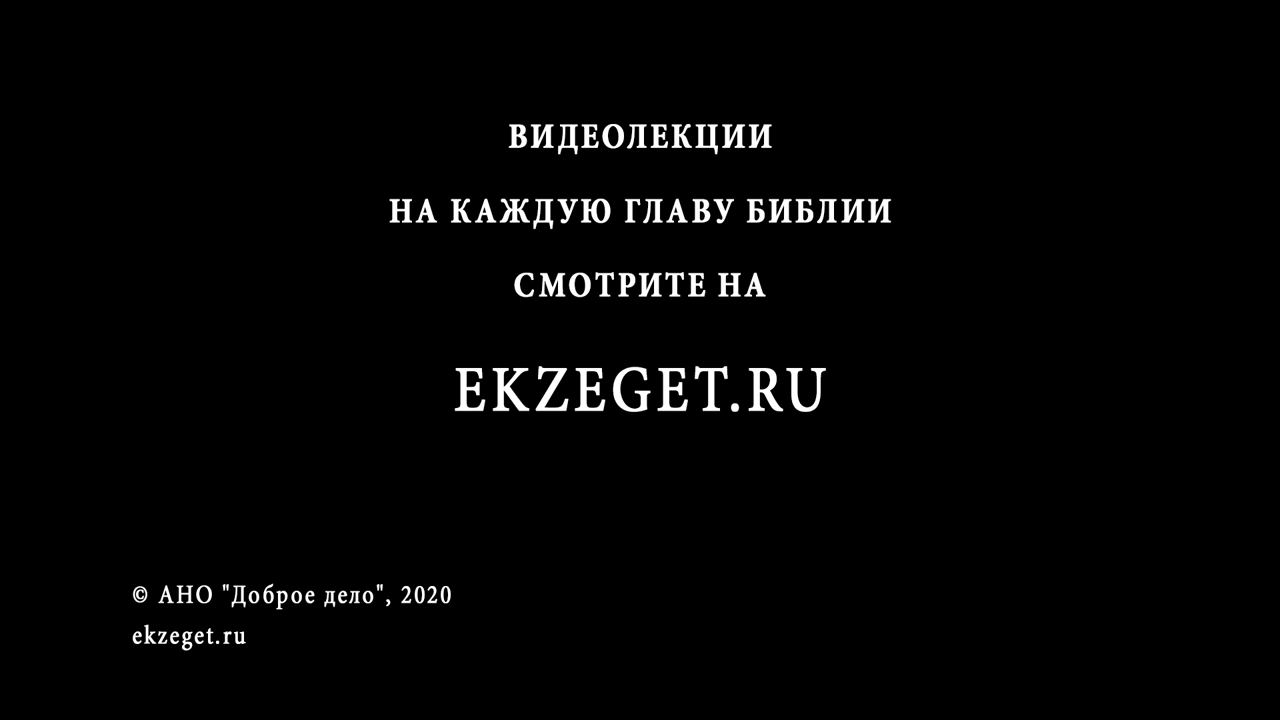 ВИДЕОЛЕКЦИИ
НА КАЖДУЮ ГЛАВУ БИБЛИИ
СМОТРИТЕ НА
EKZEGET.RU
© АНО "Доброе дело", 2020
ekzeget.ru